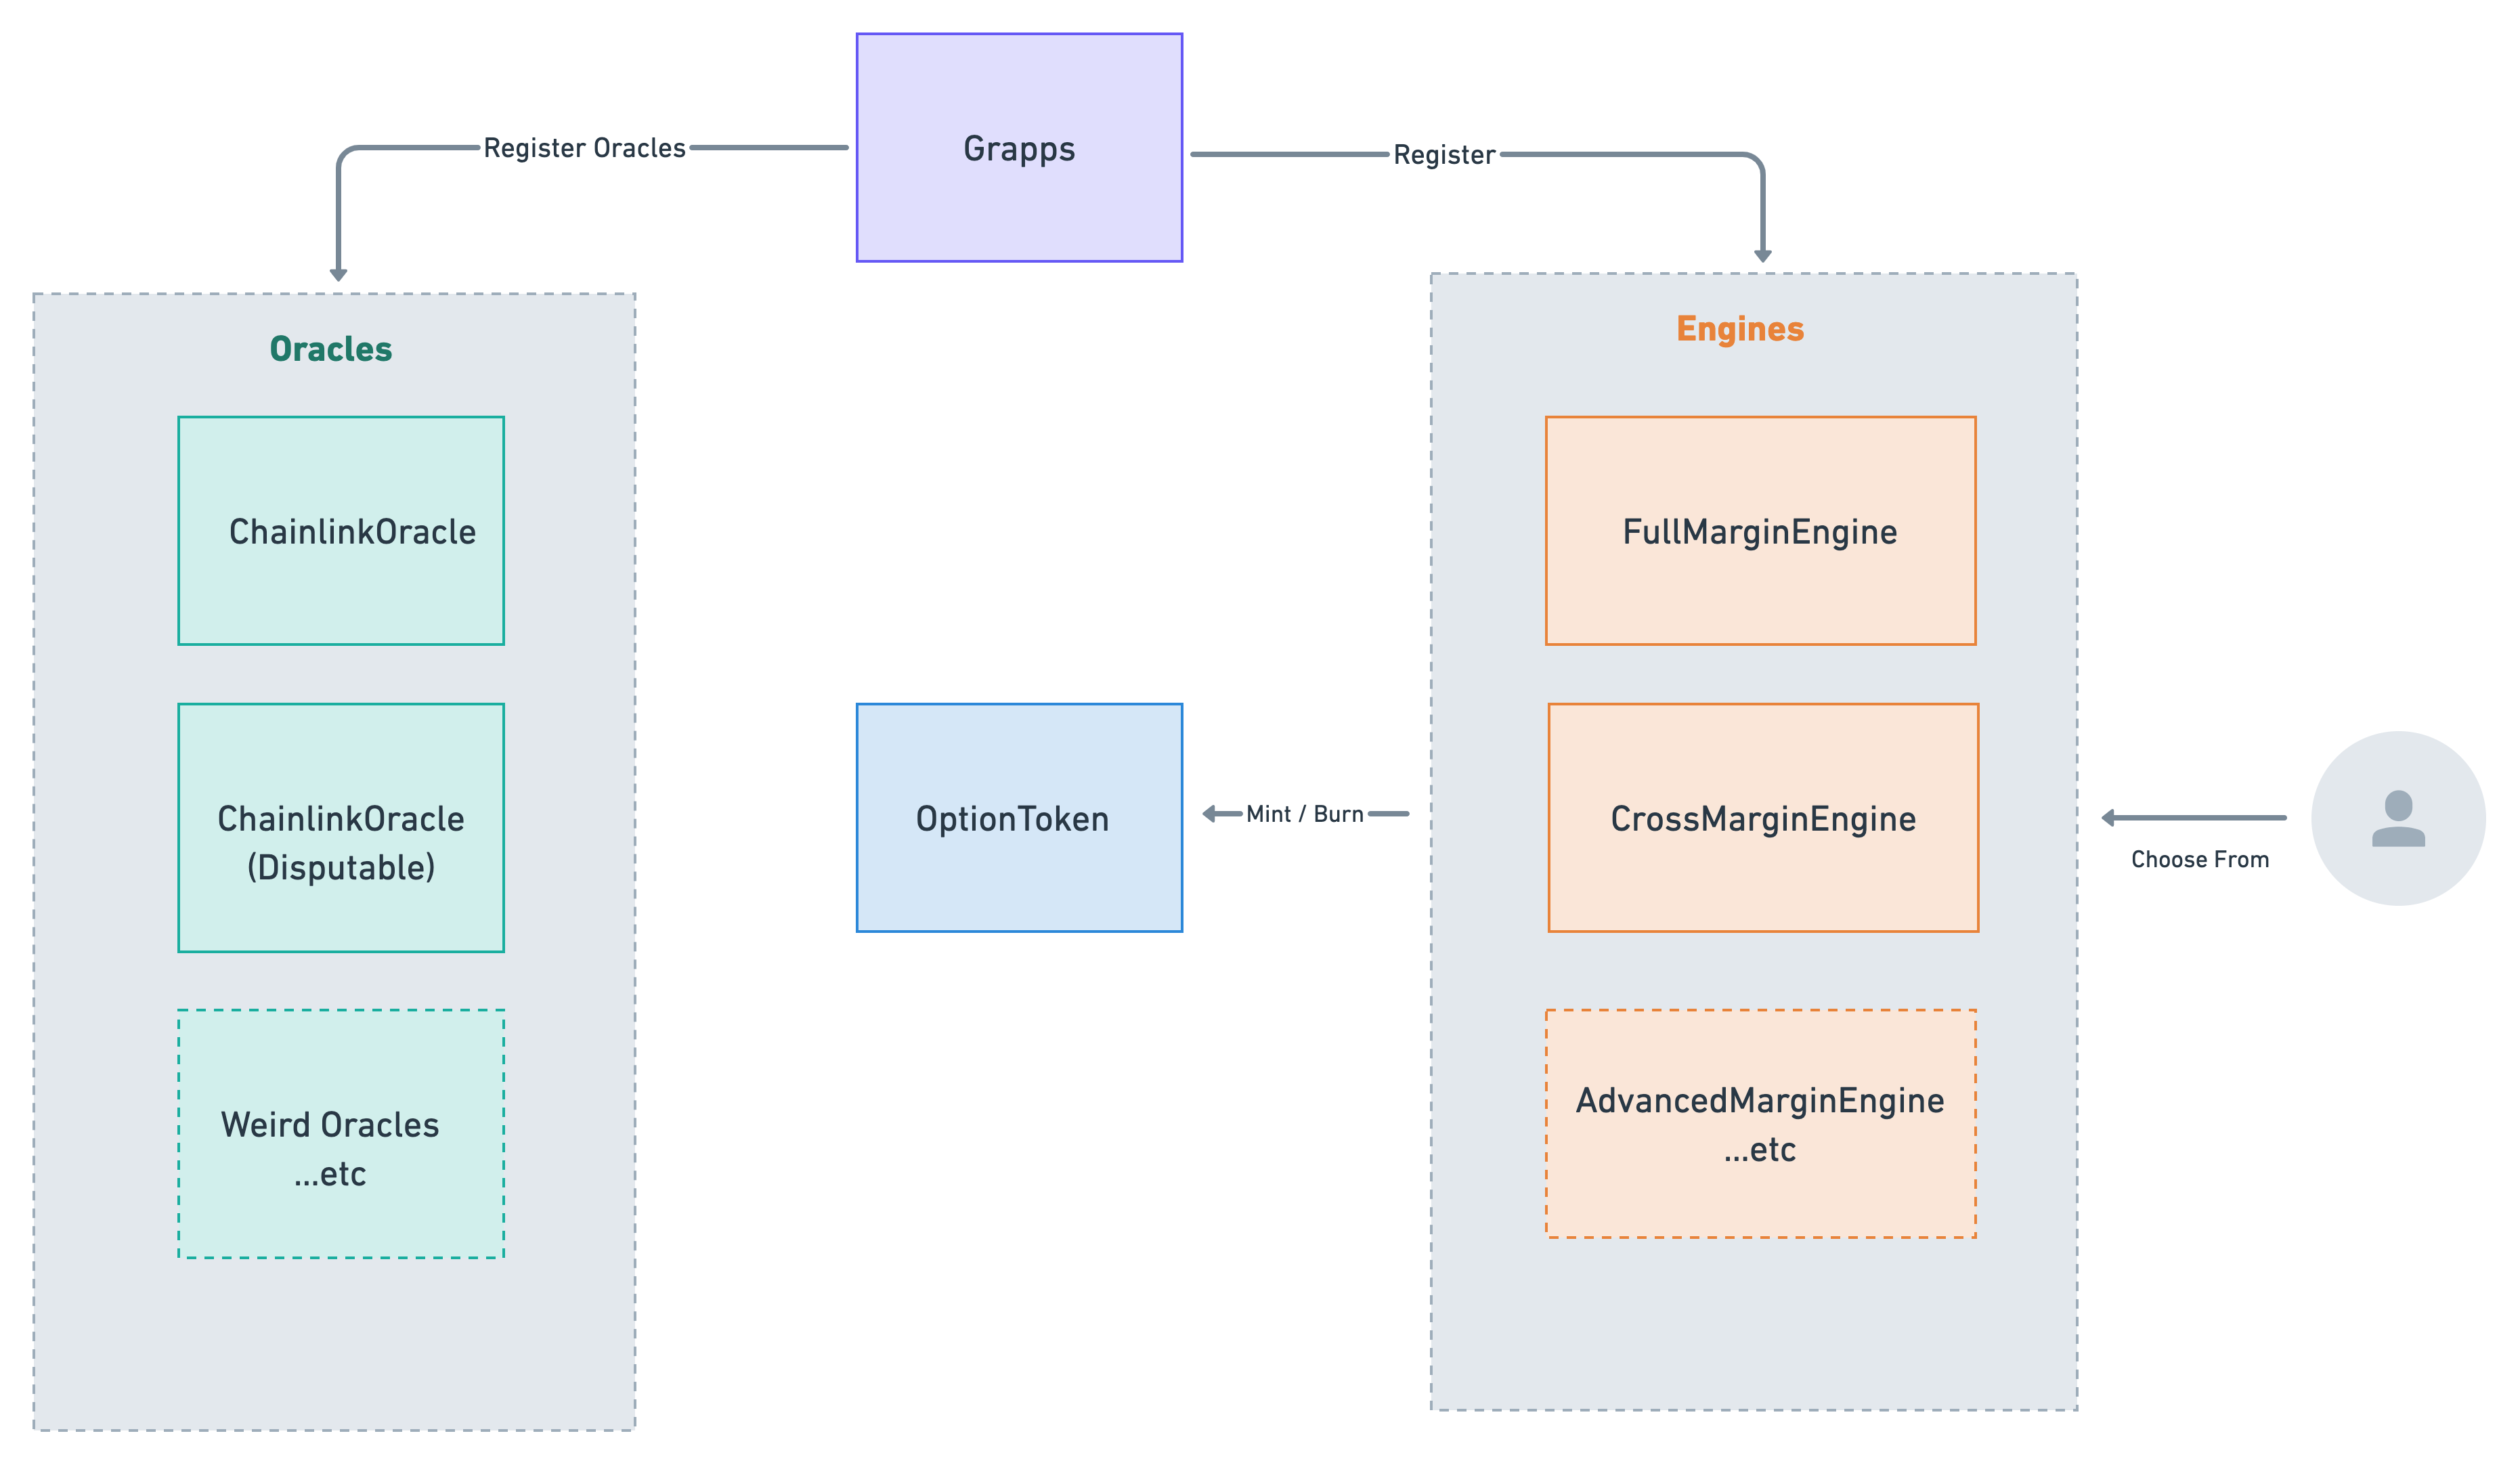 Grapps
Register Oracles
Register
Oracles
ChainlinkOracle
ChainlinkOracle
(Disputable)
Weird Oracles
...etc
OptionToken
Mint / Burn
Engines
FullMarginEngine
CrossMarginEngine
AdvancedMarginEngine
...etc
Choose From